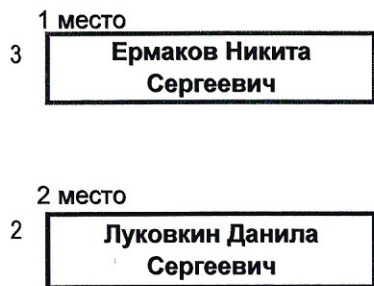 1 место
3
Ермаков Никита
Сергеевич
2 место
2
Луковкин Данила
Сергеевич